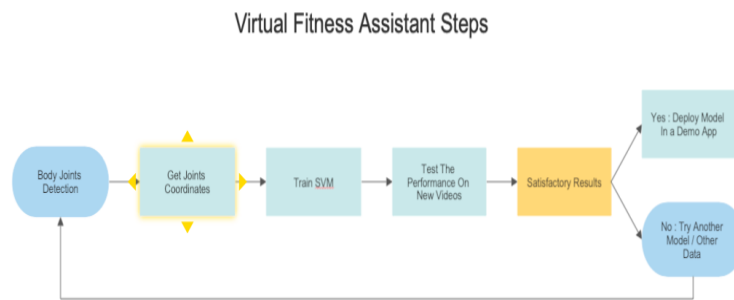 Virtual Fitness Assistant Steps
Body Joints
Detection
Get Joints
Coordinates
Train SVM
Test The
Performance On
New Videos
Satisfactory Results
Yes : Deploy Model
In a Demo App
No : Try Another
Model / Other
Data